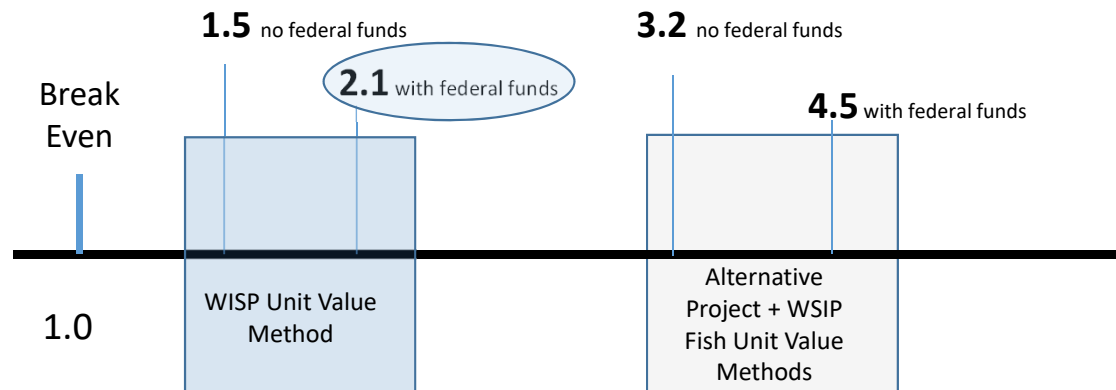 1.5 no federal funds
3.2 no federal funds
2.1 with federal funds
4.5 with federal funds
Break
Even
WISP Unit Value
Method
Alternative
Project + WSIP
Fish Unit Value
Methods
1.0